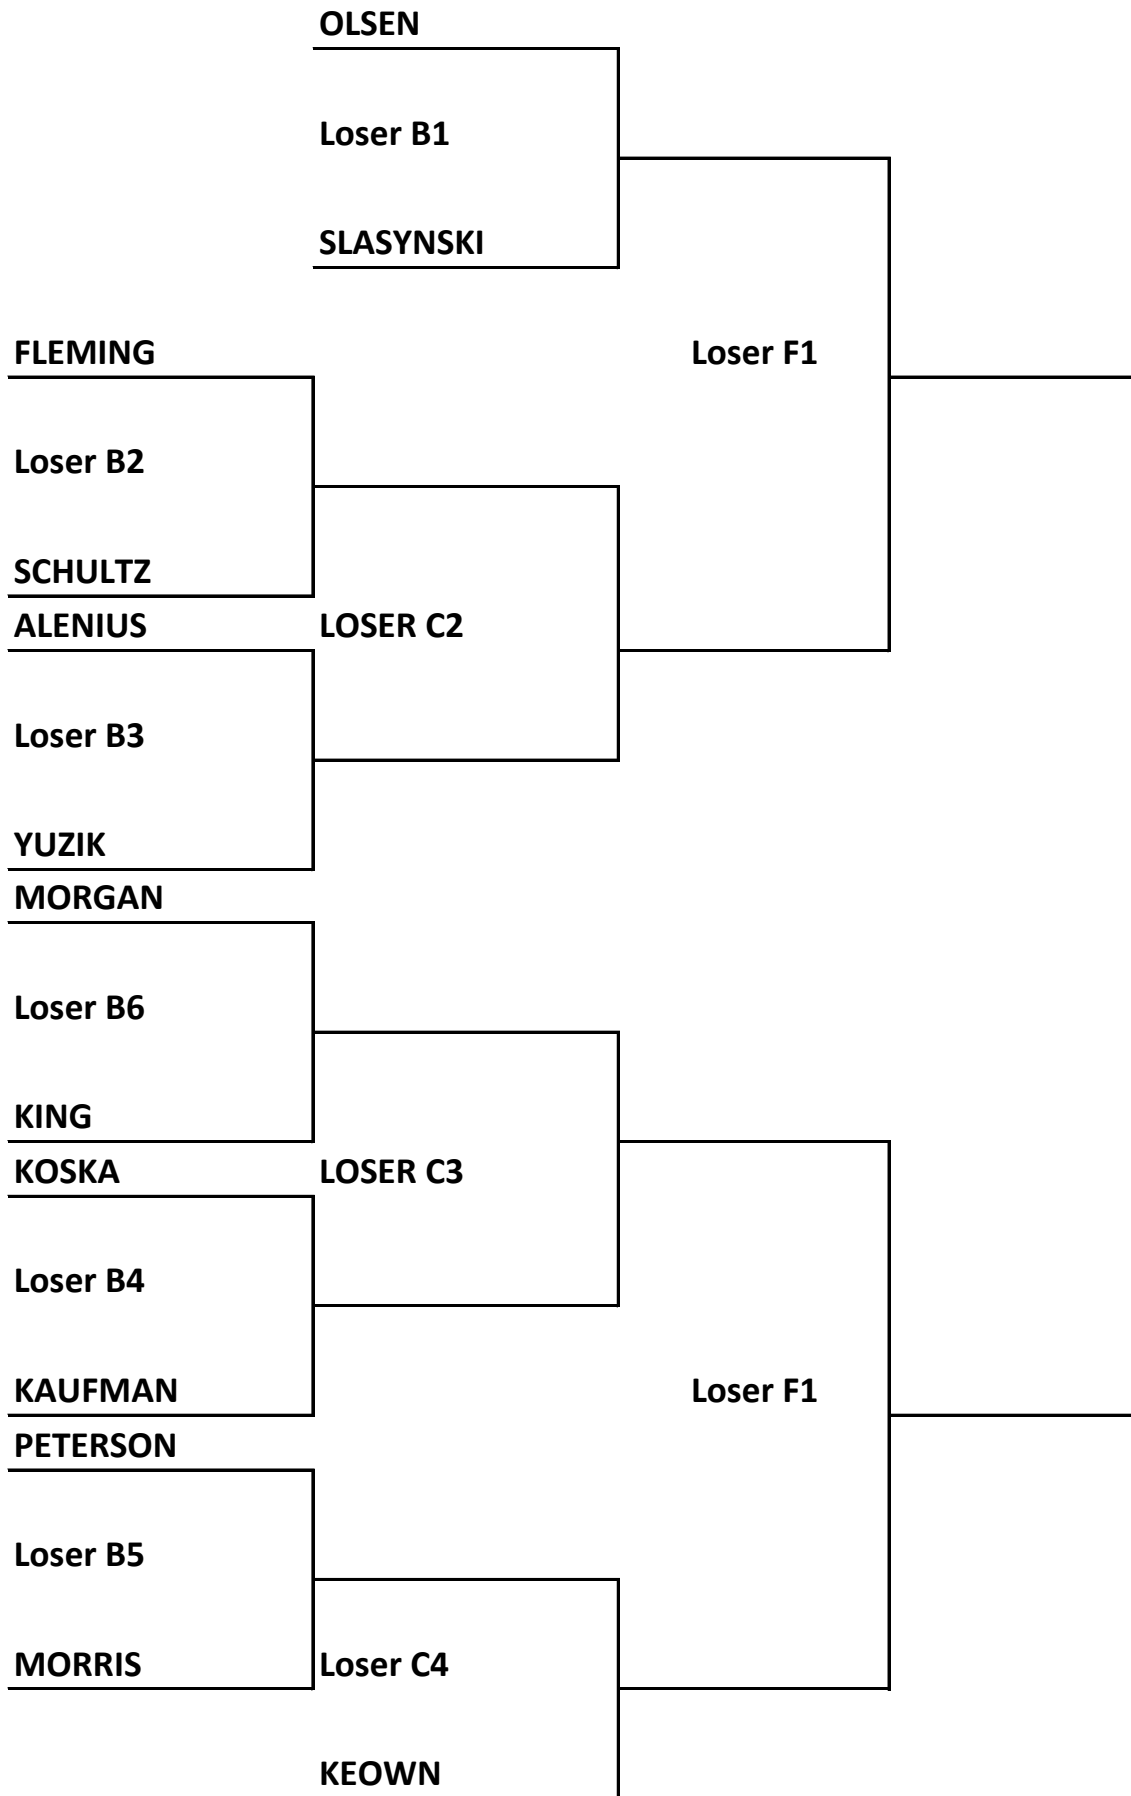 OLSEN
Loser B1
SLASYNSKI
FLEMING
Loser F1
Loser B2
SCHULTZ
ALENIUS
LOSER C2
Loser B3
YUZIK
MORGAN
Loser B6
KING
KOSKA
LOSER C3
Loser B4
KAUFMAN
Loser F1
PETERSON
Loser B5
MORRIS
Loser C4
KEOWN